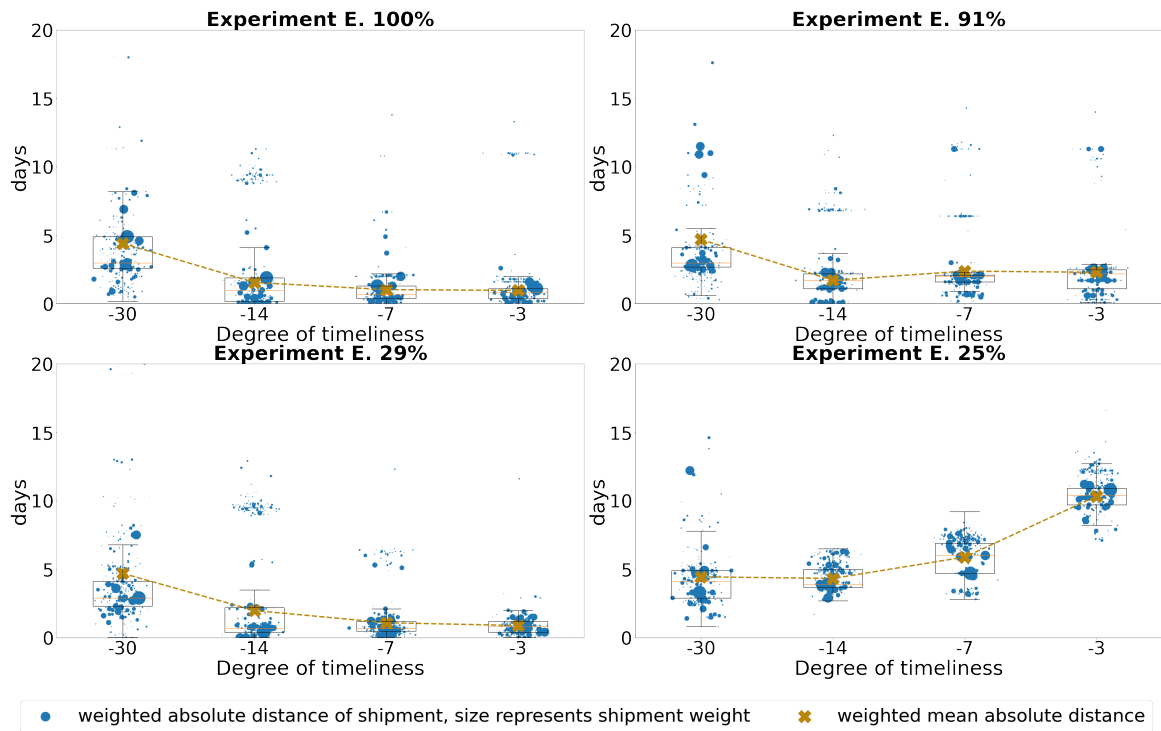 Experiment E. 100%
20
15
10
5
0
days
-30 -14 -7 -3
Degree of timeliness
Experiment E. 91%
20
15
10
5
0
days
-30 -14 -7 -3
Degree of timeliness
Experiment E. 29%
20
15
10
5
0
days
-30 -14 -7 -3
Degree of timeliness
Experiment E. 25%
20
15
10
5
0
days
-30 -14 -7 -3
Degree of timeliness
weighted absolute distance of shipment, size represents shipment weight
weighted mean absolute distance